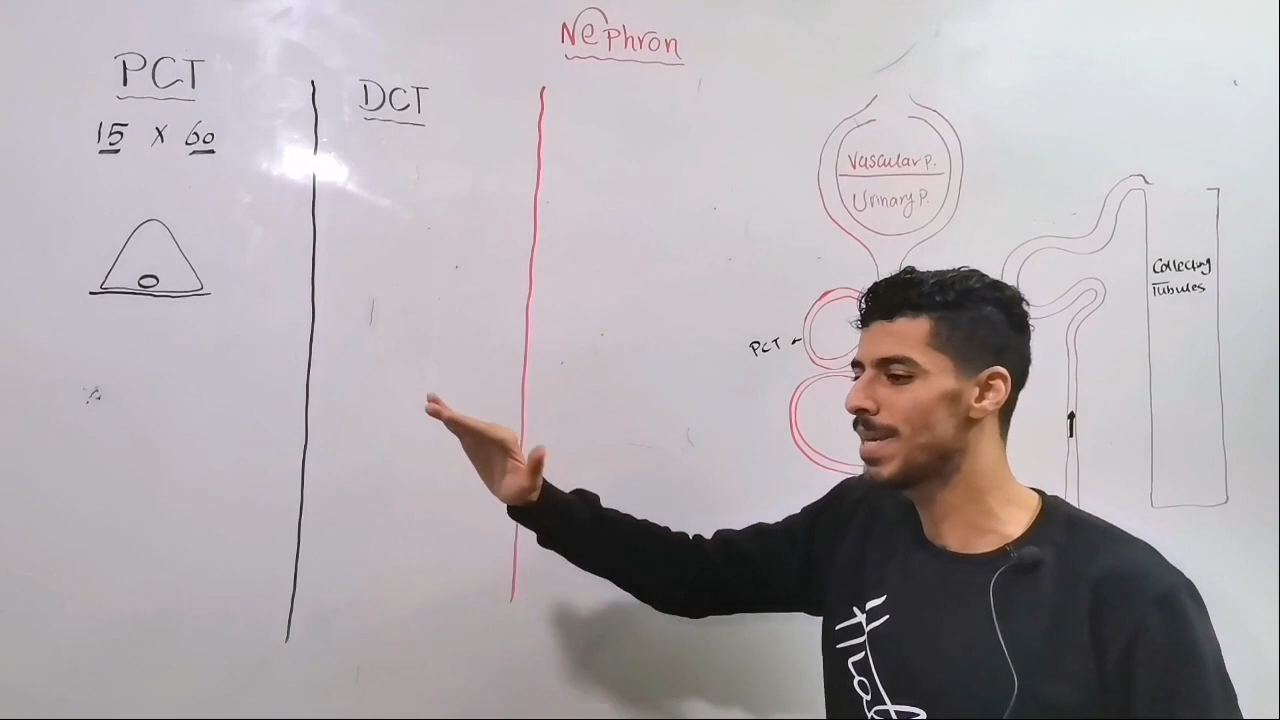 Nephron
PCT
15 x 60
DCT
Vascular P.
Urinary P.
PCT
Collecting
Tubules